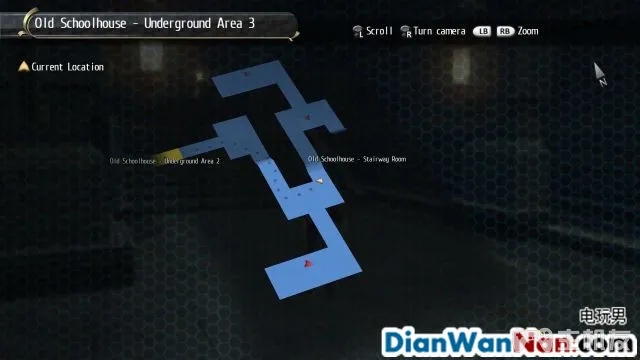 Old Schoolhouse - Underground Area 3
L Scroll R Turn camera LB RB Zoom
Current Location
N
Old Schoolhouse - Underground Area 2
Old Schoolhouse - Stairway Room
电玩男
DianWanNan.com